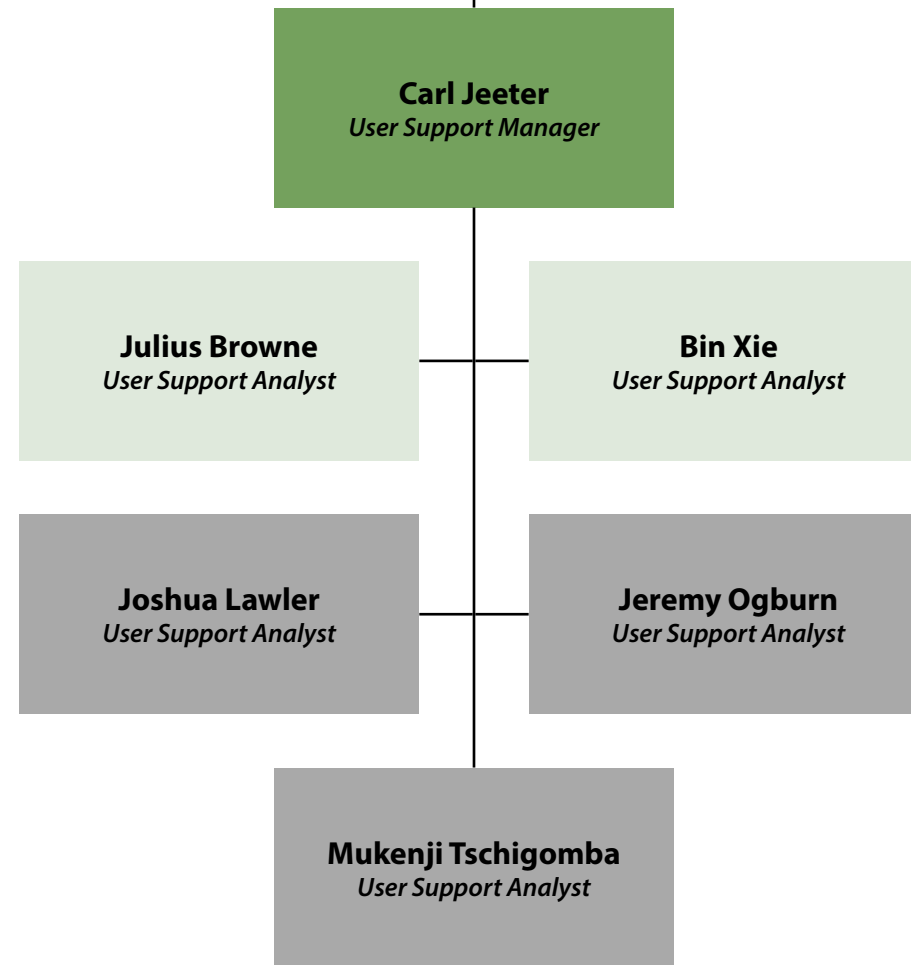 Carl Jeeter
User Support Manager
Julius Browne
User Support Analyst
Bin Xie
User Support Analyst
Joshua Lawler
User Support Analyst
Jeremy Ogburn
User Support Analyst
Mukenji Tschigomba
User Support Analyst